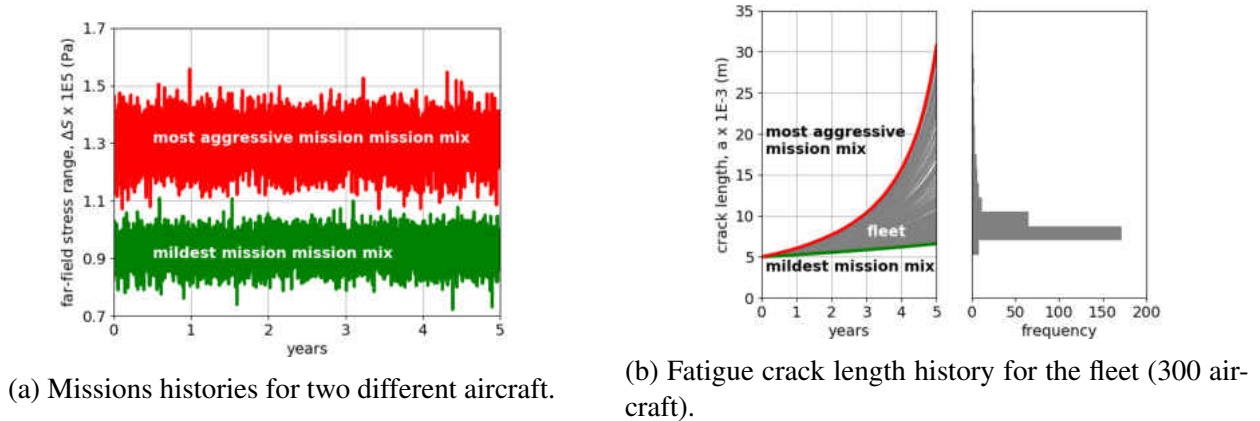 1.7
1.5
1.3
1.1
0.9
0.7
far-field stress range, ΔS x 1E5 (Pa)
most aggressive mission mission mix
mildest mission mission mix
0 1 2 3 4 5
years
(a) Missions histories for two different aircraft.
35
30
25
20
15
10
5
0
crack length, a x 1E-3 (m)
most aggressive
mission mix
fleet
mildest mission mix
0 1 2 3 4 5
years
0 50 100 150 200
frequency
(b) Fatigue crack length history for the fleet (300 air-
craft).